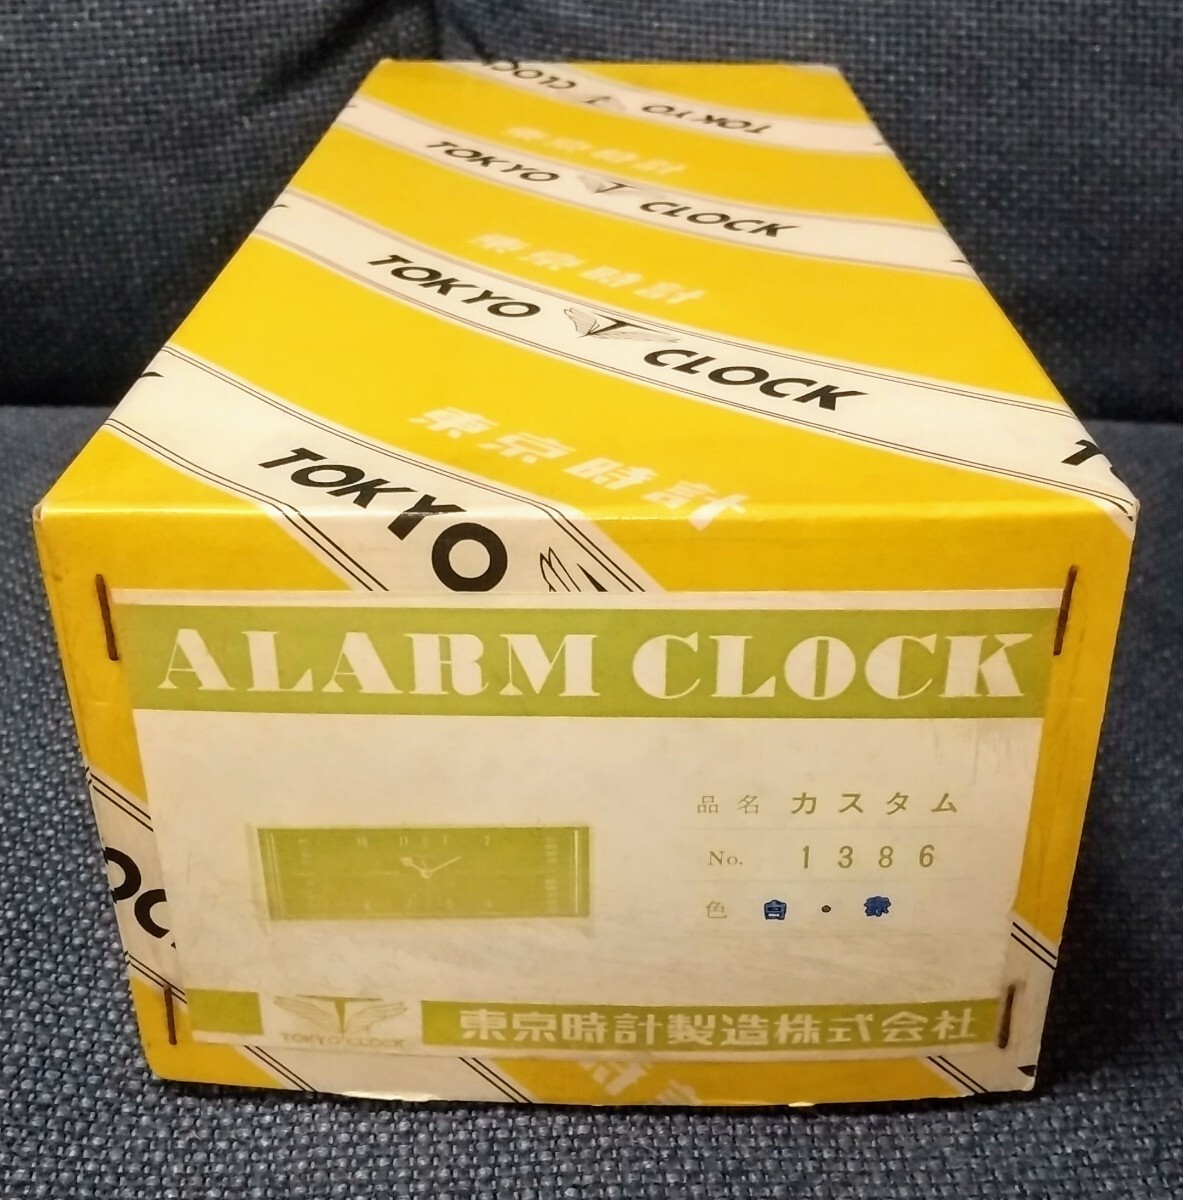 TOKYO T CLOCK
東京時計
TOKYO T CLOCK
東京時計
TOKYO T CLOCK
東京時計
TOKYO
ALARM CLOCK
品名 カスタム
No. 1386
色 白・赤
TOKYO CLOCK
東京時計製造株式会社